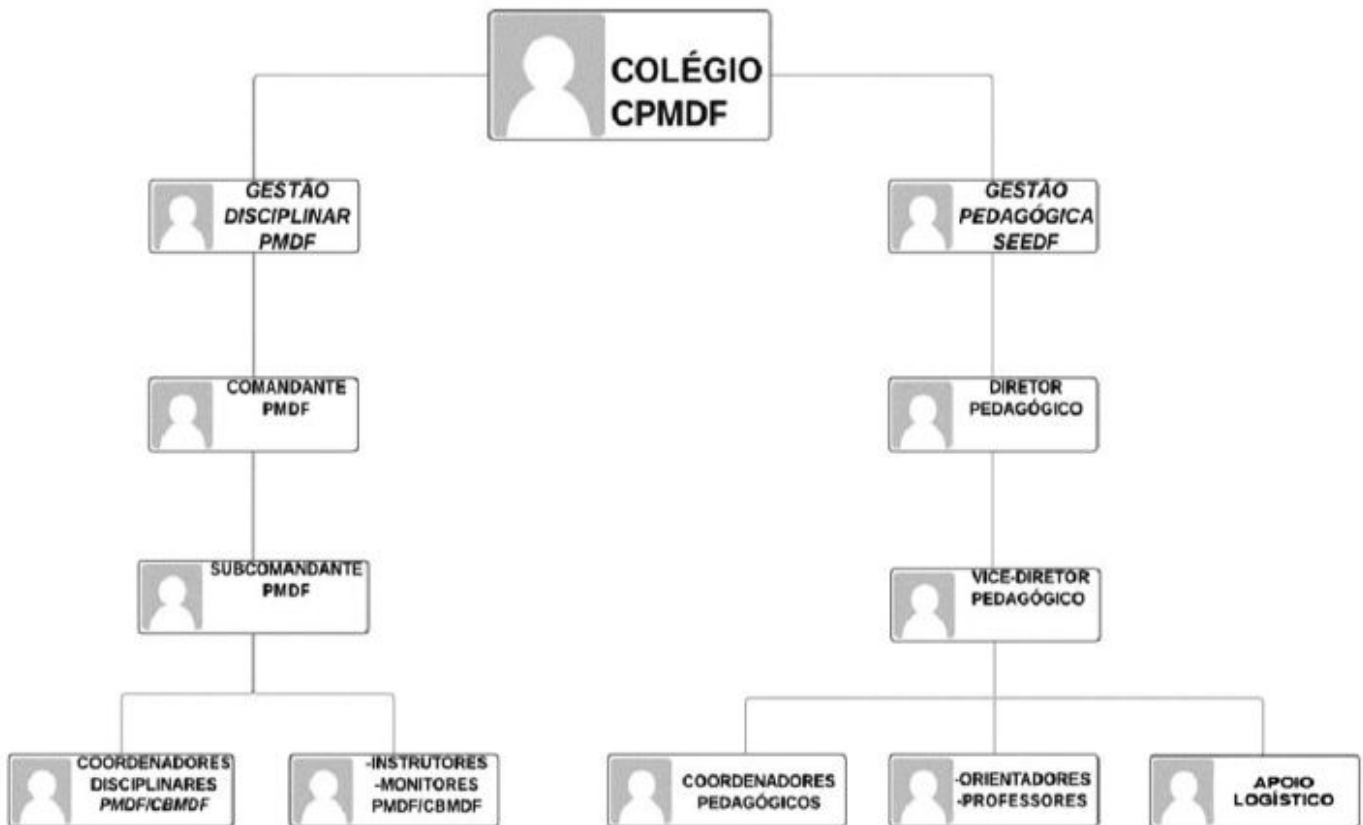 COLÉGIO
CPMDF
GESTÃO
DISCIPLINAR
PMDF
GESTÃO
PEDAGÓGICA
SEEDF
COMANDANTE
PMDF
DIRETOR
PEDAGÓGICO
SUBCOMANDANTE
PMDF
VICE-DIRETOR
PEDAGÓGICO
COORDENADORES
DISCIPLINARES
PMDF/CBMDF
-INSTRUTORES
-MONITORES
PMDF/CBMDF
COORDENADORES
PEDAGÓGICOS
-ORIENTADORES
-PROFESSORES
APOIO
LOGÍSTICO